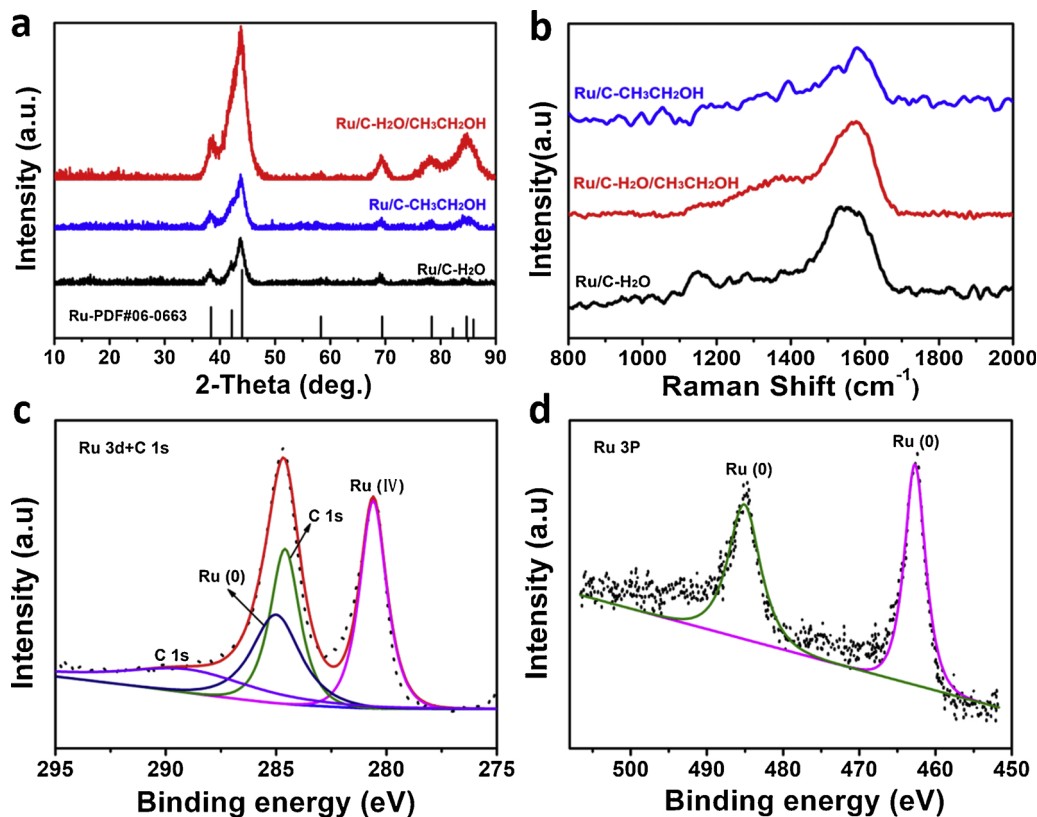 a
Intensity (a.u.)
Ru/C-H₂O/CH₃CH₂OH
Ru/C-CH₃CH₂OH
Ru/C-H₂O
Ru-PDF#06-0663
10 20 30 40 50 60 70 80 90
2-Theta (deg.)
b
Intensity(a.u)
Ru/C-CH₃CH₂OH
Ru/C-H₂O/CH₃CH₂OH
Ru/C-H₂O
800 1000 1200 1400 1600 1800 2000
Raman Shift (cm⁻¹)
c
Intensity (a.u)
Ru 3d+C 1s
Ru (Ⅳ)
C 1s
Ru (0)
C 1s
295 290 285 280 275
Binding energy (eV)
d
Intensity (a.u)
Ru 3P
Ru (0)
Ru (0)
500 490 480 470 460 450
Binding energy (eV)